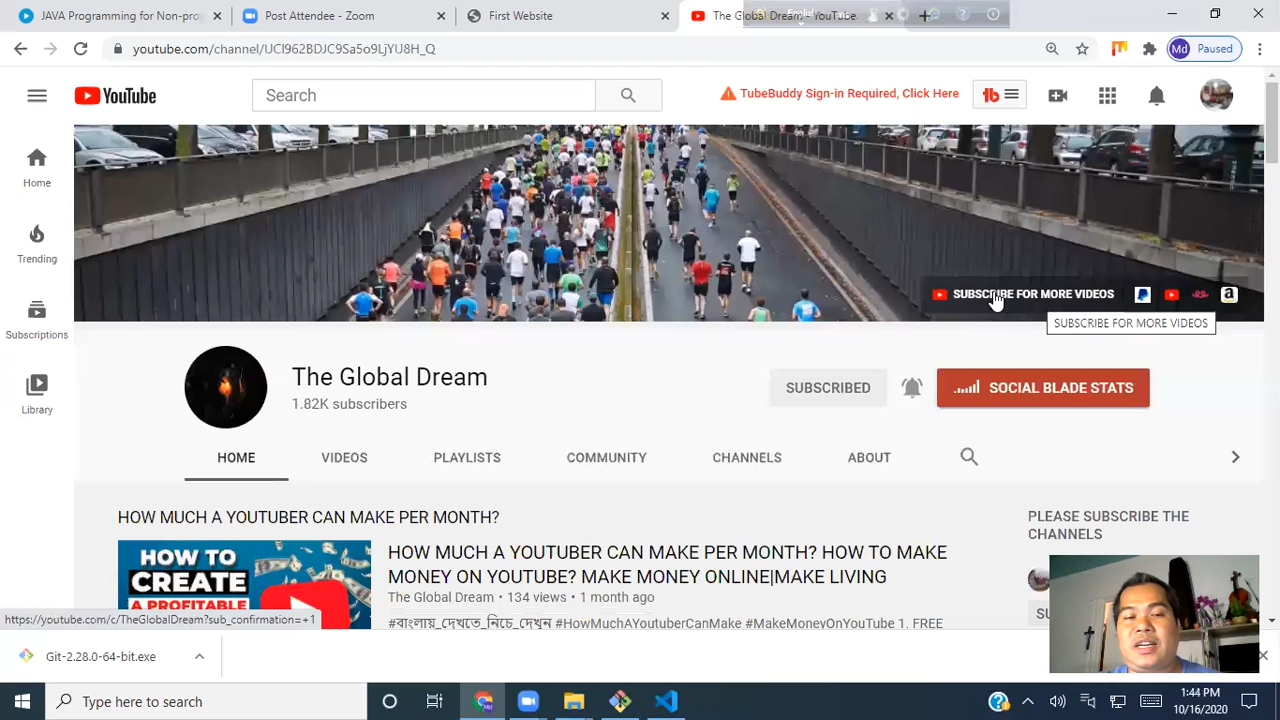 JAVA Programming for Non-pro
Post Attendee - Zoom
First Website
The Global Dream - YouTube
youtube.com/channel/UCI962BDJC9Sa5o9LjYU8H_Q
Md
Paused
YouTube
Search
TubeBuddy Sign-in Required, Click Here
Home
Trending
Subscriptions
Library
SUBSCRIBE FOR MORE VIDEOS
SUBSCRIBE FOR MORE VIDEOS
The Global Dream
1.82K subscribers
SUBSCRIBED
SOCIAL BLADE STATS
HOME
VIDEOS
PLAYLISTS
COMMUNITY
CHANNELS
ABOUT
HOW MUCH A YOUTUBER CAN MAKE PER MONTH?
HOW TO
CREATE
A PROFITABLE
HOW MUCH A YOUTUBER CAN MAKE PER MONTH? HOW TO MAKE
MONEY ON YOUTUBE? MAKE MONEY ONLINE|MAKE LIVING
The Global Dream • 134 views • 1 month ago
#বাংলায়_দেখতে_নিচে_দেখুন #HowMuchAYoutuberCanMake #MakeMoneyOnYouTube 1. FREE
PLEASE SUBSCRIBE THE
CHANNELS
SU
https://youtube.com/c/TheGlobalDream?sub_confirmation=+1
Git-2.28.0-64-bit.exe
Type here to search
1:44 PM
10/16/2020